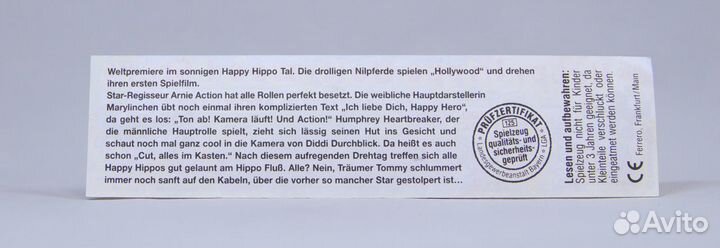 Weltpremiere im sonnigen Happy Hippo Tal. Die drolligen Nilpferde spielen „Hollywood" und drehen
ihren ersten Spielfilm.
Star-Regisseur Arnie Action hat alle Rollen perfekt besetzt. Die weibliche Hauptdarstellerin
Marylinchen übt noch einmal ihren komplizierten Text „Ich liebe Dich, Happy Hero",
da geht es los: "Ton ab! Kamera läuft! Und Action!" Humphrey Heartbreaker, der
die männliche Hauptrolle spielt, zieht sich lässig seinen Hut ins Gesicht und
schaut noch mal ganz cool in die Kamera von Diddi Durchblick. Da heißt es auch
schon „Cut, alles im Kasten." Nach diesem aufregenden Drehtag treffen sich alle
Happy Hippos gut gelaunt am Hippo Fluß. Alle? Nein, Träumer Tommy schlummert
immer noch sanft auf den Kabeln, über die vorher so mancher Star gestolpert ist...
PRÜFZERTIFIKAT
125
Spielzeug
qualitäts- und
sicherheits-
geprüft
Landesgewerbeanstalt Bayern · LGA
Lesen und aufbewahren:
Spielzeug nicht für Kinder
unter 3 Jahren geeignet, da
Kleinteile verschluckt oder
eingeatmet werden können.
CE Ferrero, Frankfurt/Main
Avito